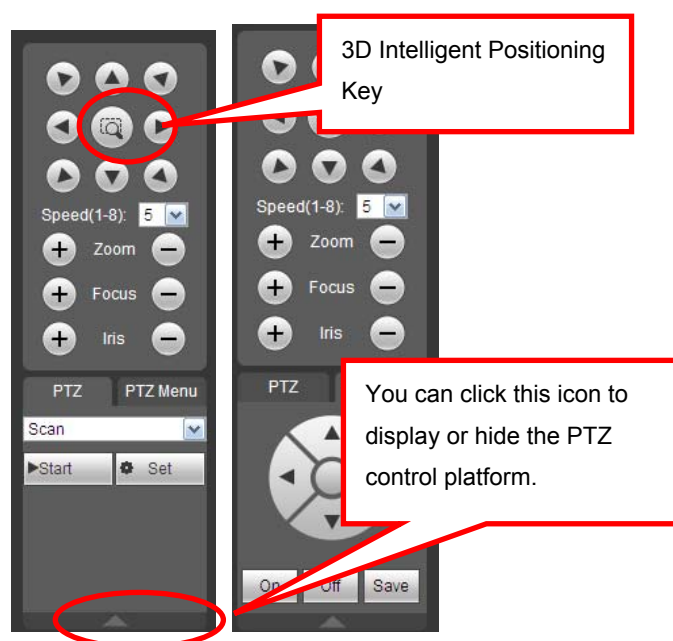 3D Intelligent Positioning
Key
Speed(1-8): 5
Zoom
Focus
Iris
PTZ PTZ Menu
Scan
Start Set
Speed(1-8): 5
Zoom
Focus
Iris
PTZ
You can click this icon to
display or hide the PTZ
control platform.
On Off Save